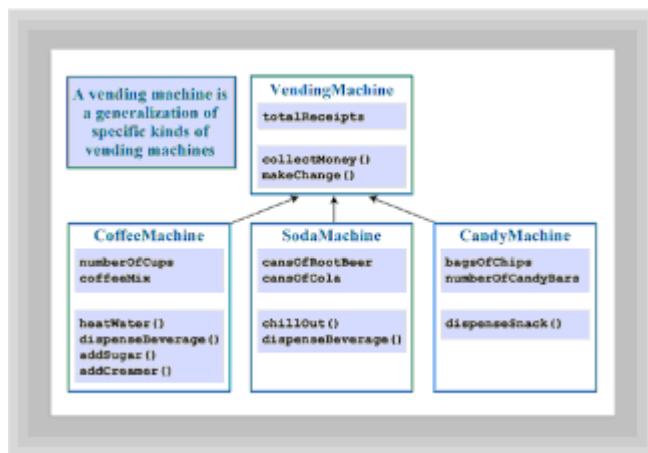 A vending machine is
a generalization of
specific kinds of
vending machines
VendingMachine
totalReceipts
collectMoney()
makeChange()
CoffeeMachine
numberOfCups
coffeeMix
heatWater()
dispenseBeverage()
addSugar()
addCreamer()
SodaMachine
cansOfRootBeer
cansOfCola
chillOut()
dispenseBeverage()
CandyMachine
bagsOfChips
numberOfCandyBars
dispenseSnack()